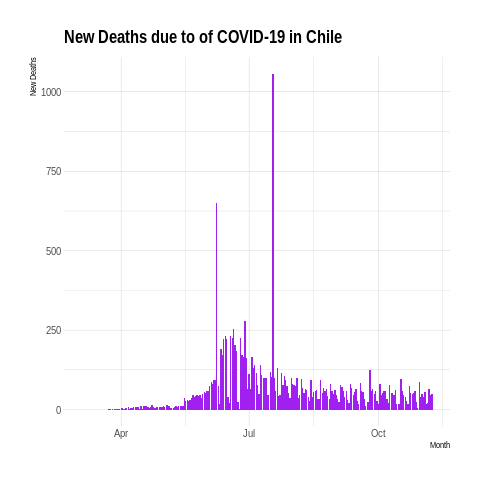 New Deaths due to of COVID-19 in Chile
New Deaths
1000
750
500
250
0
Apr
Jul
Oct
Month